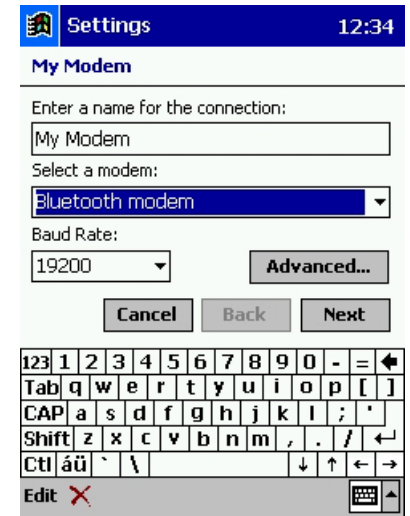 Settings 12:34
My Modem
Enter a name for the connection:
My Modem
Select a modem:
Bluetooth modem
Baud Rate:
19200 Advanced...
Cancel Back Next
123 1 2 3 4 5 6 7 8 9 0 - = ←
Tab q w e r t y u i o p [ ]
CAP a s d f g h j k l ; '
Shift z x c v b n m , . / ↵
Ctl áü ` \ ↓ ↑ ← →
Edit